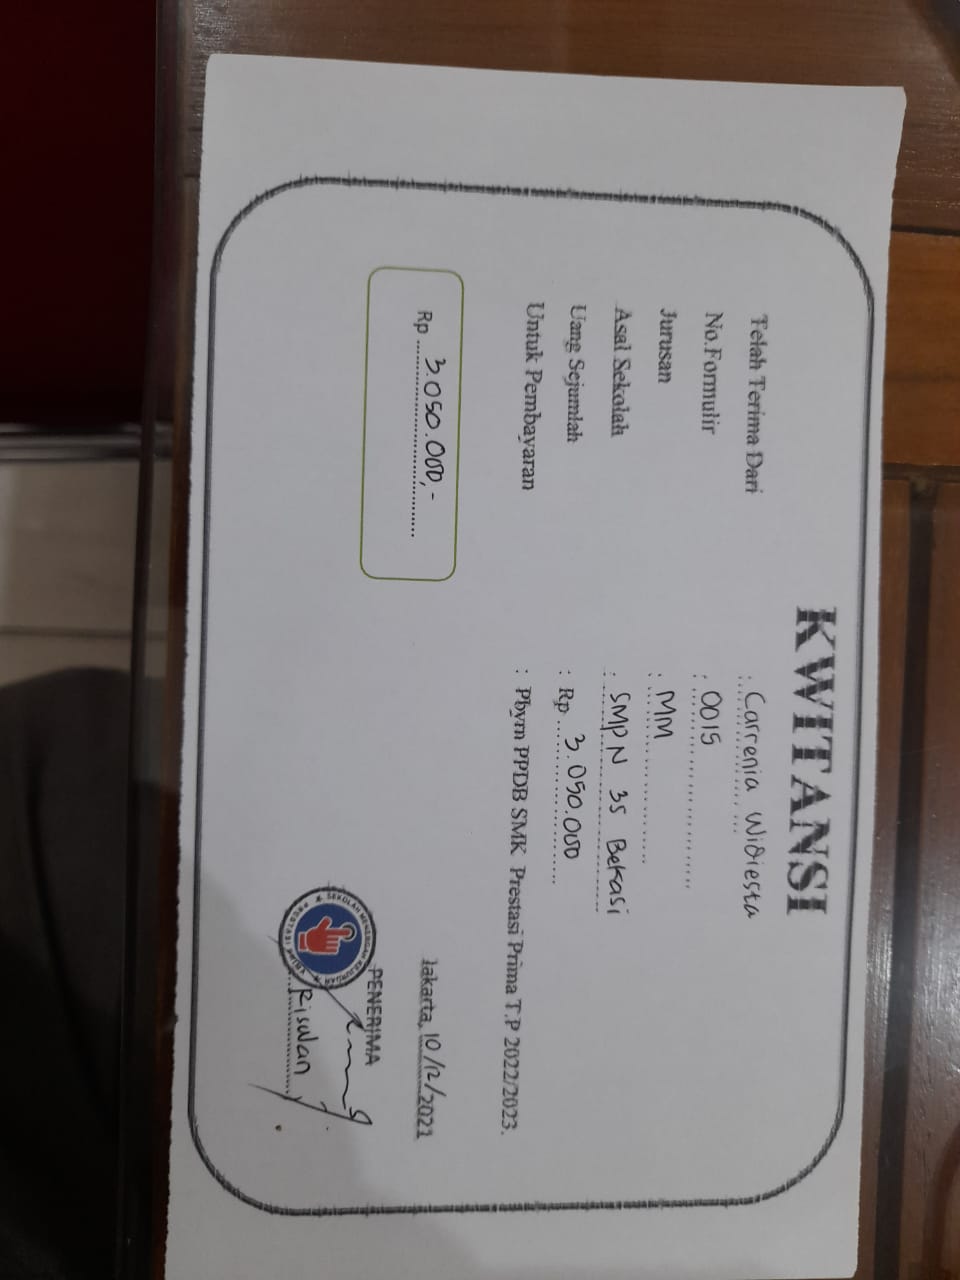 KWITANSI
Telah Terima Dari : Carrenia Widiesta
No.Formulir : 0015
Jurusan : MM
Asal Sekolah : SMPN 35 Bekasi
Uang Sejumlah : Rp 3.050.000
Untuk Pembayaran : Pbyrn PPDB SMK Prestasi Prima T.P 2022/2023.
Rp 3.050.000,-
Jakarta, 10/12/2021
PENERIMA
SEKOLAH MENENGAH KEJURUAN
PRESTASI PRIMA
Riswan